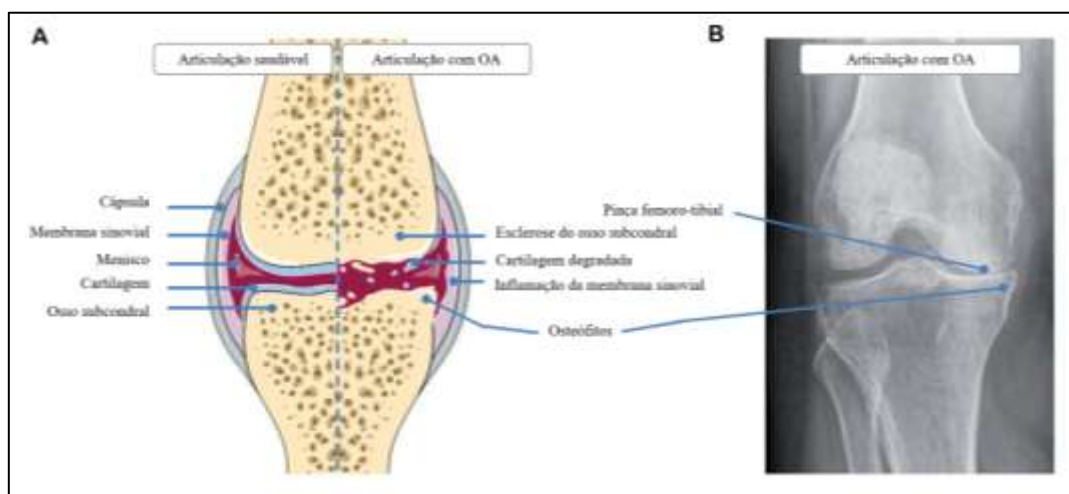 A
B
Articulação saudável
Articulação com OA
Articulação com OA
Cápsula
Membrana sinovial
Menisco
Cartilagem
Osso subcondral
Esclerose do osso subcondral
Cartilagem degradada
Inflamação da membrana sinovial
Osteófitos
Pinça femoro-tibial